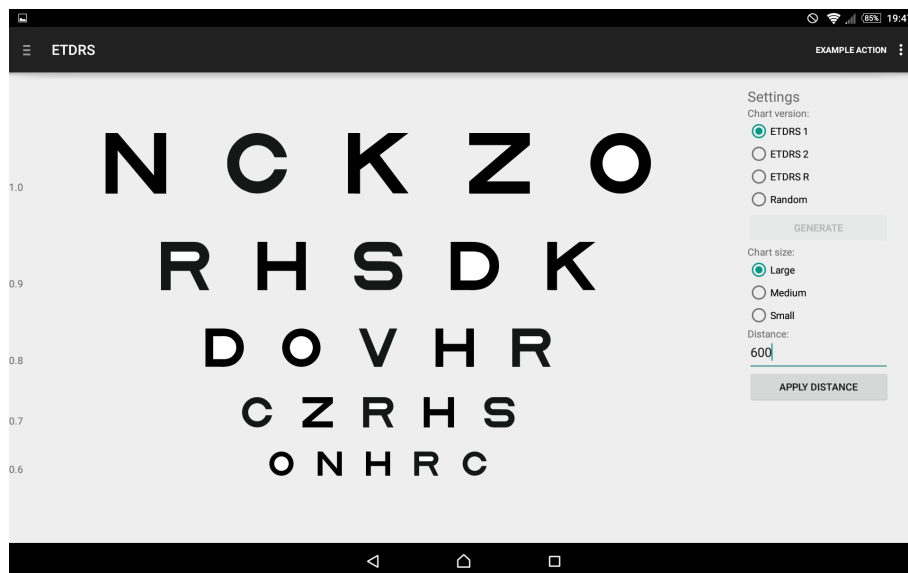 85% 19:4
ETDRS EXAMPLE ACTION
Settings
Chart version:
ETDRS 1
ETDRS 2
ETDRS R
Random
GENERATE
Chart size:
Large
Medium
Small
Distance:
600
APPLY DISTANCE
1.0 N C K Z O
0.9 R H S D K
0.8 D O V H R
0.7 C Z R H S
0.6 O N H R C